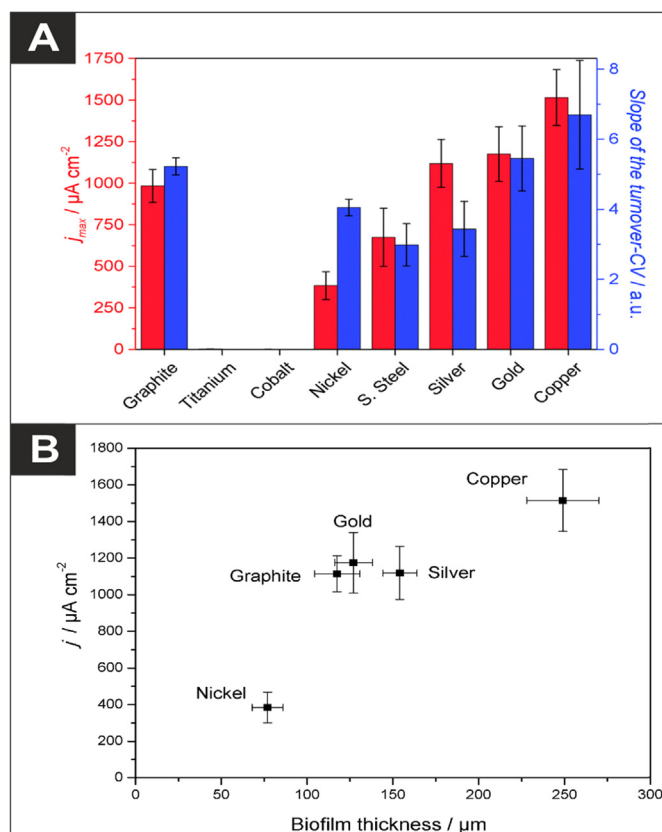 A
1750
1500
1250
1000
750
500
250
0
j_max / µA cm⁻²
8
6
4
2
0
Slope of the turnover-CV / a.u.
Graphite
Titanium
Cobalt
Nickel
S. Steel
Silver
Gold
Copper
B
1800
1600
1400
1200
1000
800
600
400
200
0
j / µA cm⁻²
Copper
Gold
Graphite
Silver
Nickel
0 50 100 150 200 250 300
Biofilm thickness / µm